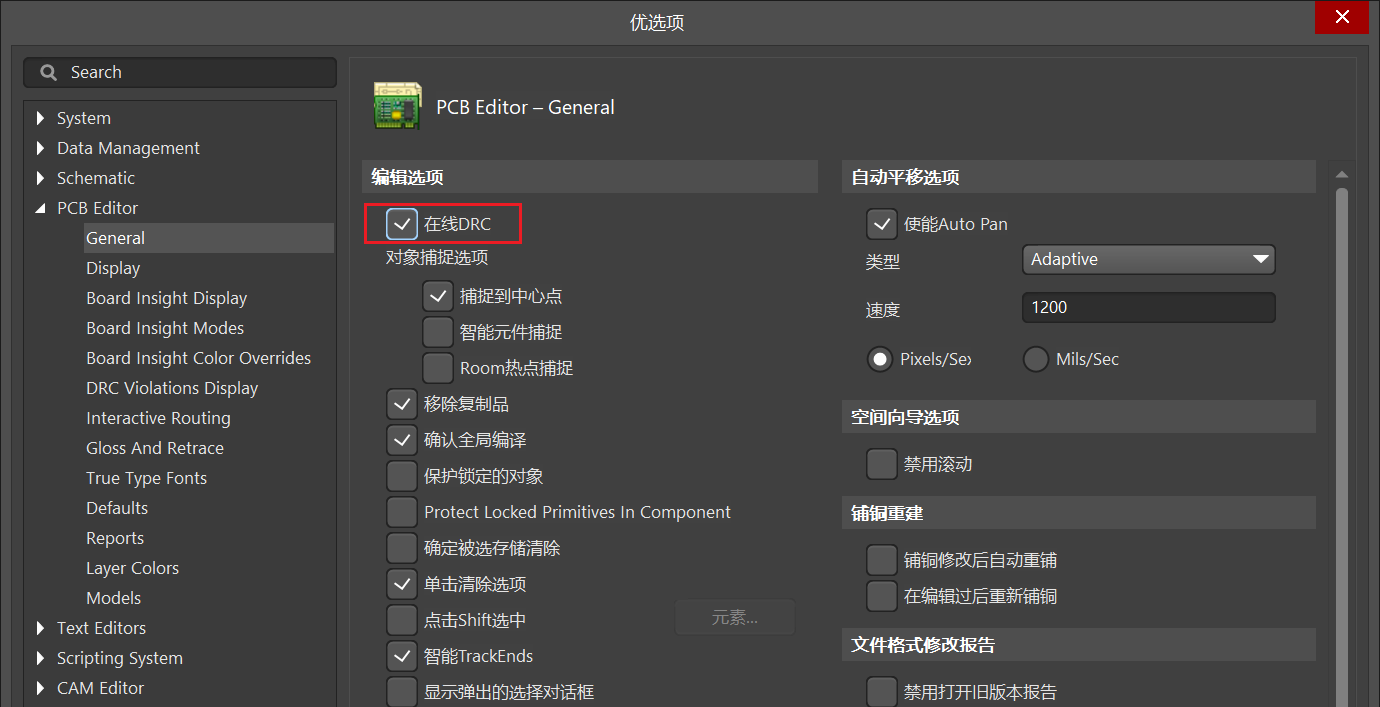 优选项
Search
System
Data Management
Schematic
PCB Editor
General
Display
Board Insight Display
Board Insight Modes
Board Insight Color Overrides
DRC Violations Display
Interactive Routing
Gloss And Retrace
True Type Fonts
Defaults
Reports
Layer Colors
Models
Text Editors
Scripting System
CAM Editor
PCB Editor – General
编辑选项
在线DRC
对象捕捉选项
捕捉到中心点
智能元件捕捉
Room热点捕捉
移除复制品
确认全局编译
保护锁定的对象
Protect Locked Primitives In Component
确定被选存储清除
单击清除选项
点击Shift选中
元素...
智能TrackEnds
显示弹出的选择对话框
自动平移选项
使能Auto Pan
类型
Adaptive
速度
1200
Pixels/Sex
Mils/Sec
空间向导选项
禁用滚动
铺铜重建
铺铜修改后自动重铺
在编辑过后重新铺铜
文件格式修改报告
禁用打开旧版本报告